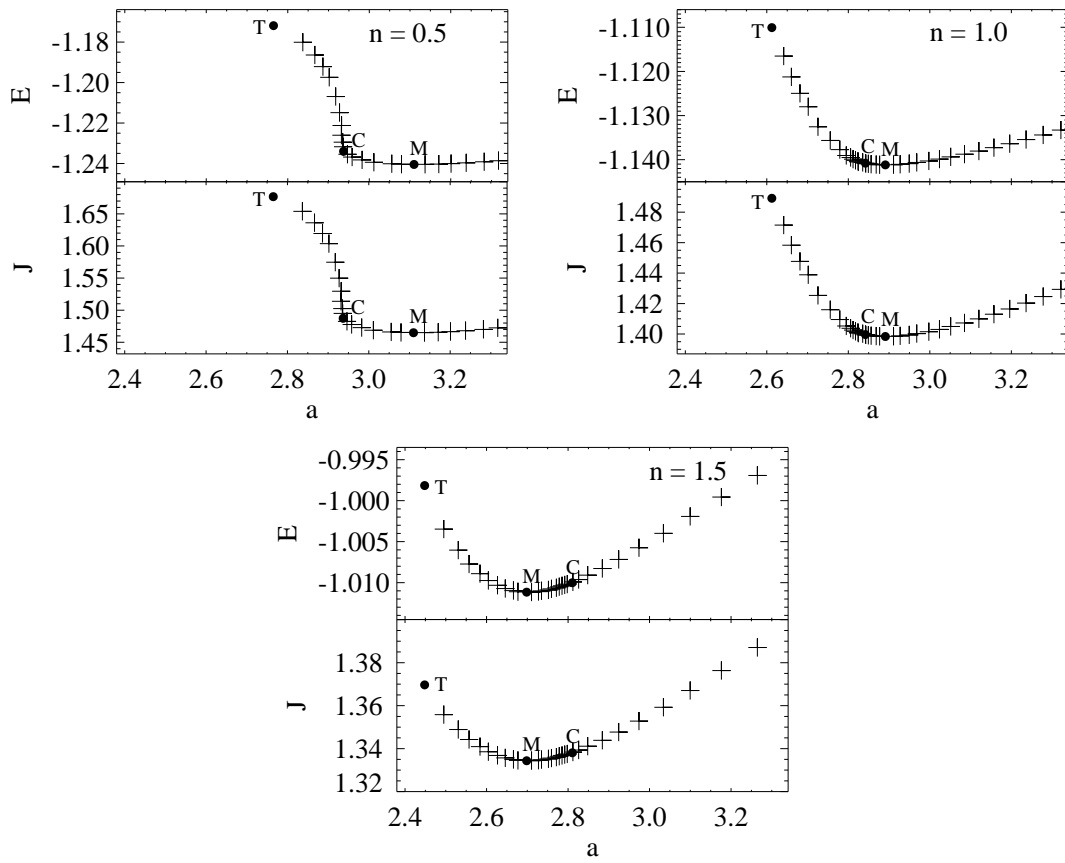 n = 0.5
E
-1.18
-1.20
-1.22
-1.24
T
C
M
J
1.65
1.60
1.55
1.50
1.45
T
C
M
2.4 2.6 2.8 3.0 3.2
a
n = 1.0
E
-1.110
-1.120
-1.130
-1.140
T
C
M
J
1.48
1.46
1.44
1.42
1.40
T
C
M
2.4 2.6 2.8 3.0 3.2
a
n = 1.5
E
-0.995
-1.000
-1.005
-1.010
T
M
C
J
1.38
1.36
1.34
1.32
T
M
C
2.4 2.6 2.8 3.0 3.2
a